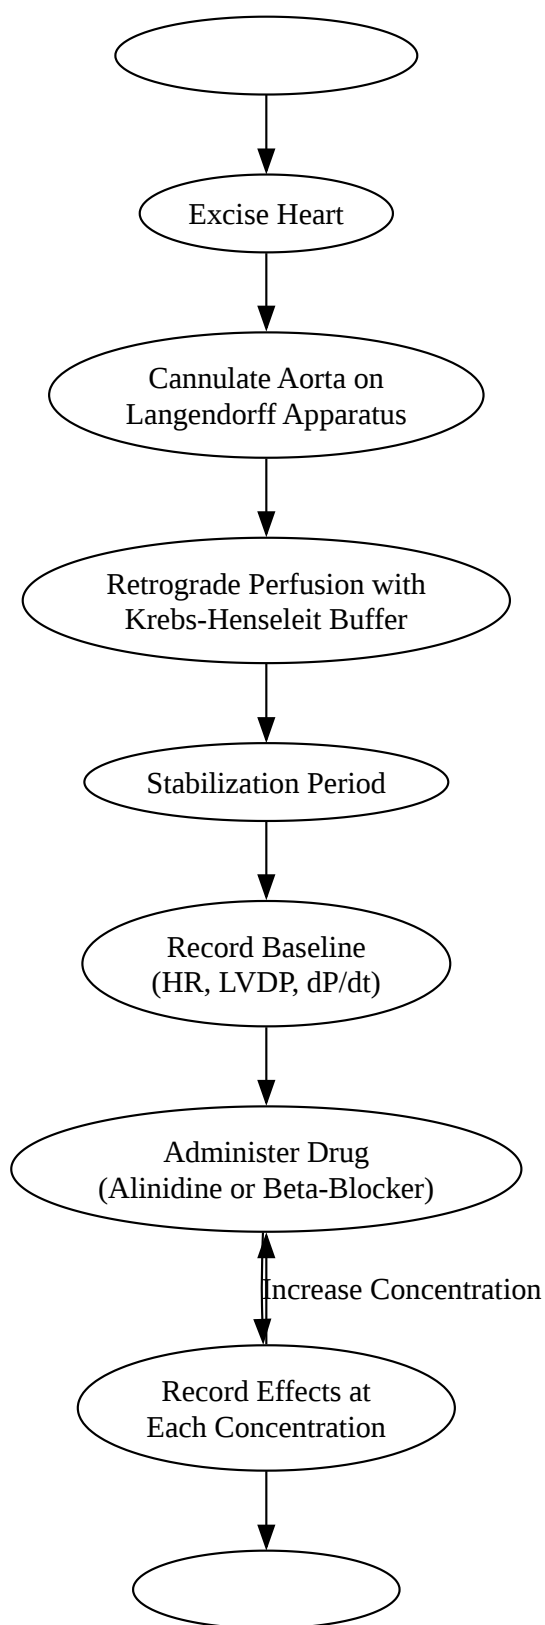 Excise Heart
Cannulate Aorta on
Langendorff Apparatus
Retrograde Perfusion with
Krebs-Henseleit Buffer
Stabilization Period
Record Baseline
(HR, LVDP, dP/dt)
Administer Drug
(Alinidine or Beta-Blocker)
Increase Concentration
Record Effects at
Each Concentration